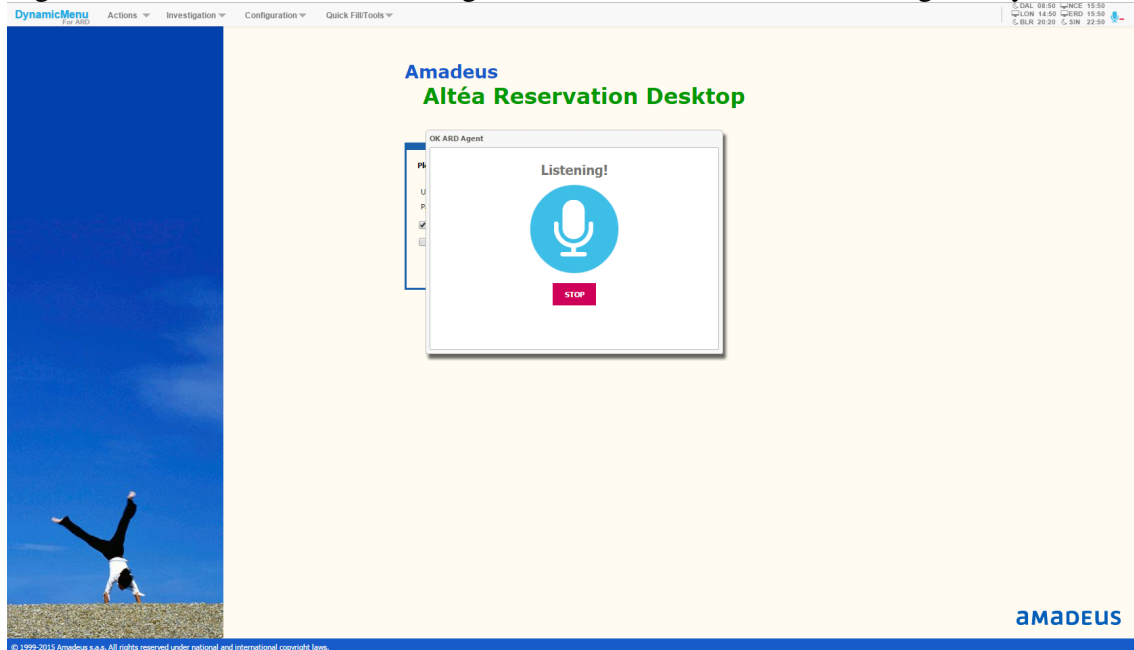 DynamicMenu
For ARD
Actions Investigation Configuration Quick Fill/Tools
DAL 08:50 NCE 15:50
LON 14:50 ERD 15:50
BLR 20:20 SIN 22:50
Amadeus
Altéa Reservation Desktop
OK ARD Agent
Listening!
STOP
amadeus
© 1999-2015 Amadeus s.a.s. All rights reserved under national and international copyright laws.